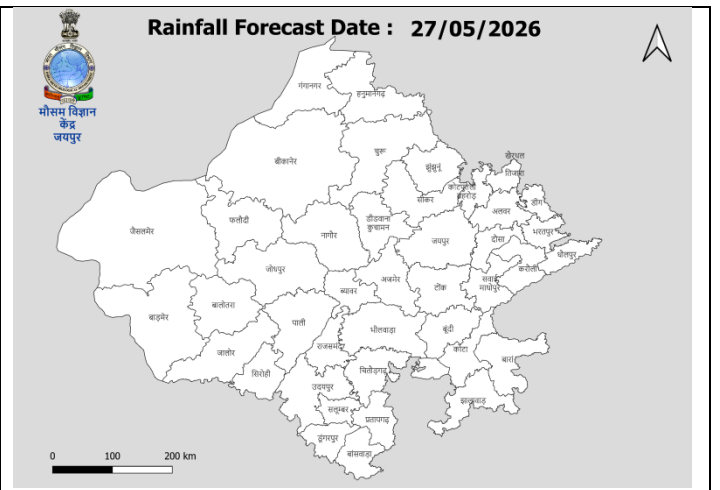 Rainfall Forecast Date : 27/05/2026
मौसम विज्ञान
केंद्र
जयपुर
गंगानगर
हनुमानगढ़
चुरू
बीकानेर
झुंझुनूं
खैरथल
तिजारा
कोटपुतली
बहरोड़
सीकर
अलवर
डीग
जैसलमेर
फलौदी
नागौर
डीडवाना
कुचामन
जयपुर
दौसा
भरतपुर
धौलपुर
करौली
सवाई
माधोपुर
जोधपुर
अजमेर
ब्यावर
टोंक
बाड़मेर
बालोतरा
पाली
भीलवाड़ा
बूंदी
कोटा
बारां
जालोर
सिरोही
राजसमंद
चितौड़गढ़
उदयपुर
झालावाड़
सलूम्बर
प्रतापगढ़
डूंगरपुर
बांसवाड़ा
0 100 200 km